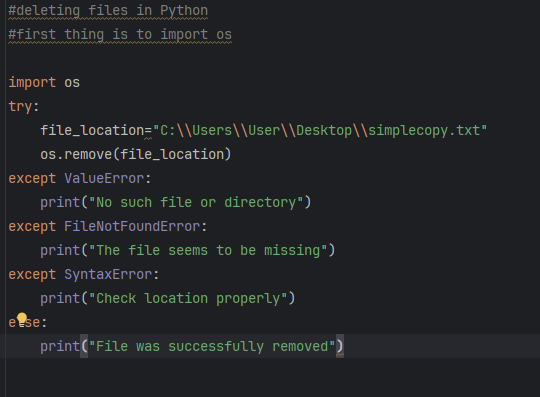 #deleting files in Python
#first thing is to import os
import os
try:
    file_location="C:\\Users\\User\\Desktop\\simplecopy.txt"
    os.remove(file_location)
except ValueError:
    print("No such file or directory")
except FileNotFoundError:
    print("The file seems to be missing")
except SyntaxError:
    print("Check location properly")
else:
    print("File was successfully removed")